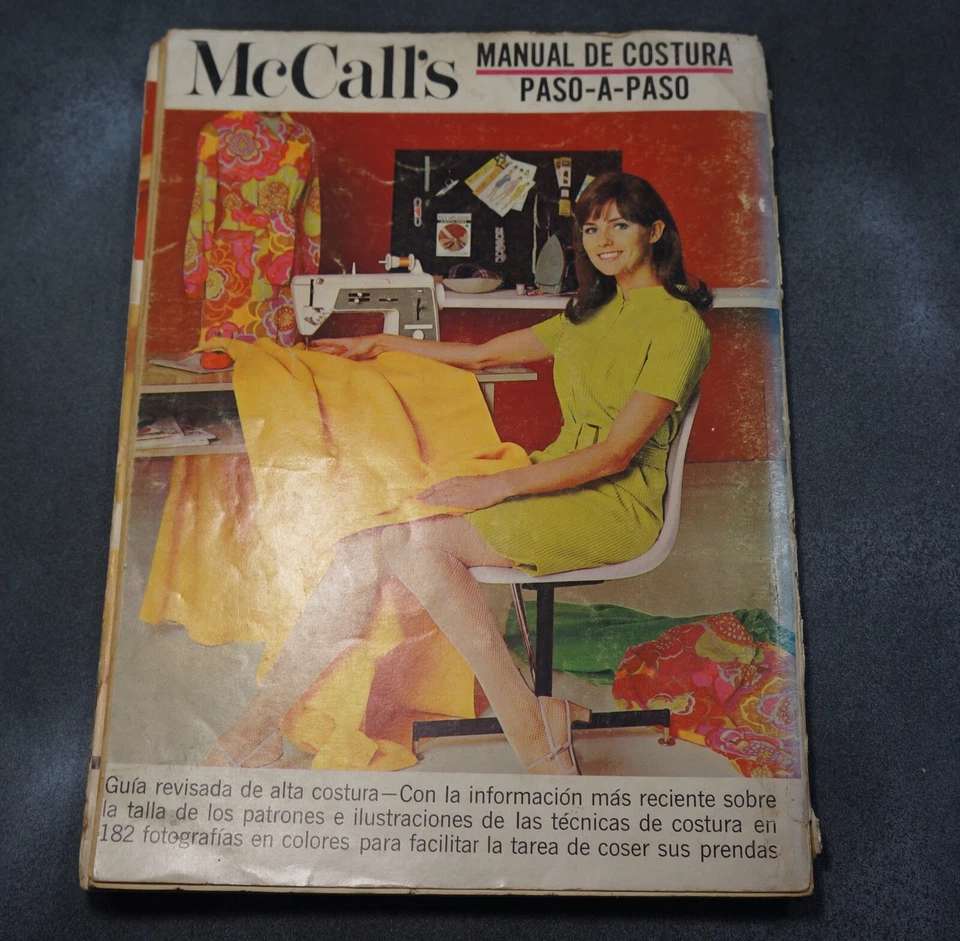 McCall's
MANUAL DE COSTURA
PASO-A-PASO
Guía revisada de alta costura—Con la información más reciente sobre
la talla de los patrones e ilustraciones de las técnicas de costura en
182 fotografías en colores para facilitar la tarea de coser sus prendas